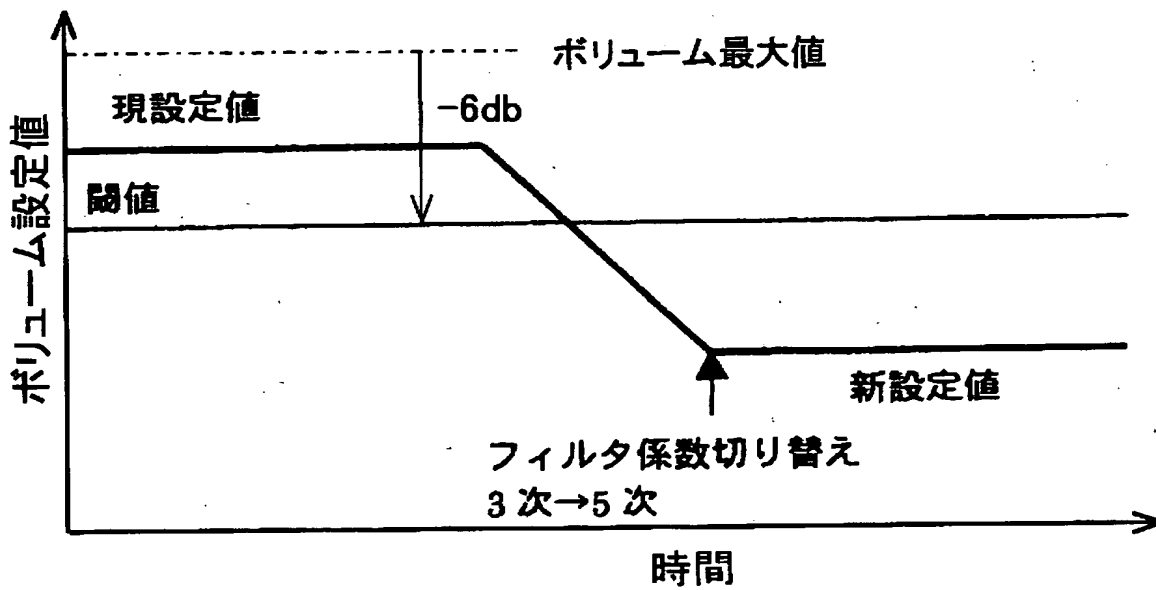 ボリューム最大値
現設定値
-6db
閾値
ボリューム設定値
新設定値
フィルタ係数切り替え
3次→5次
時間